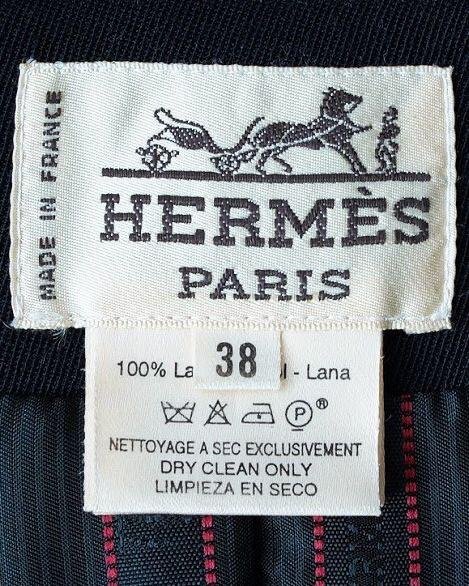 MADE IN FRANCE
HERMÈS
PARIS
38
100% La l - Lana
P ®
NETTOYAGE A SEC EXCLUSIVEMENT
DRY CLEAN ONLY
LIMPIEZA EN SECO